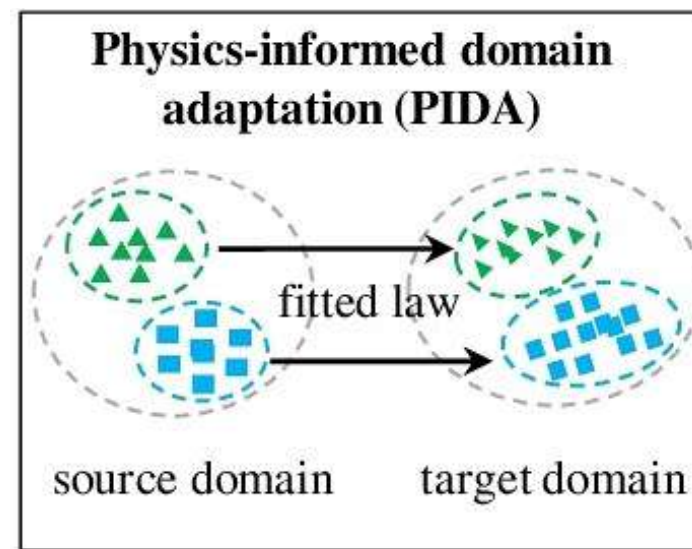 Physics-informed domain
adaptation (PIDA)
fitted law
source domain
target domain